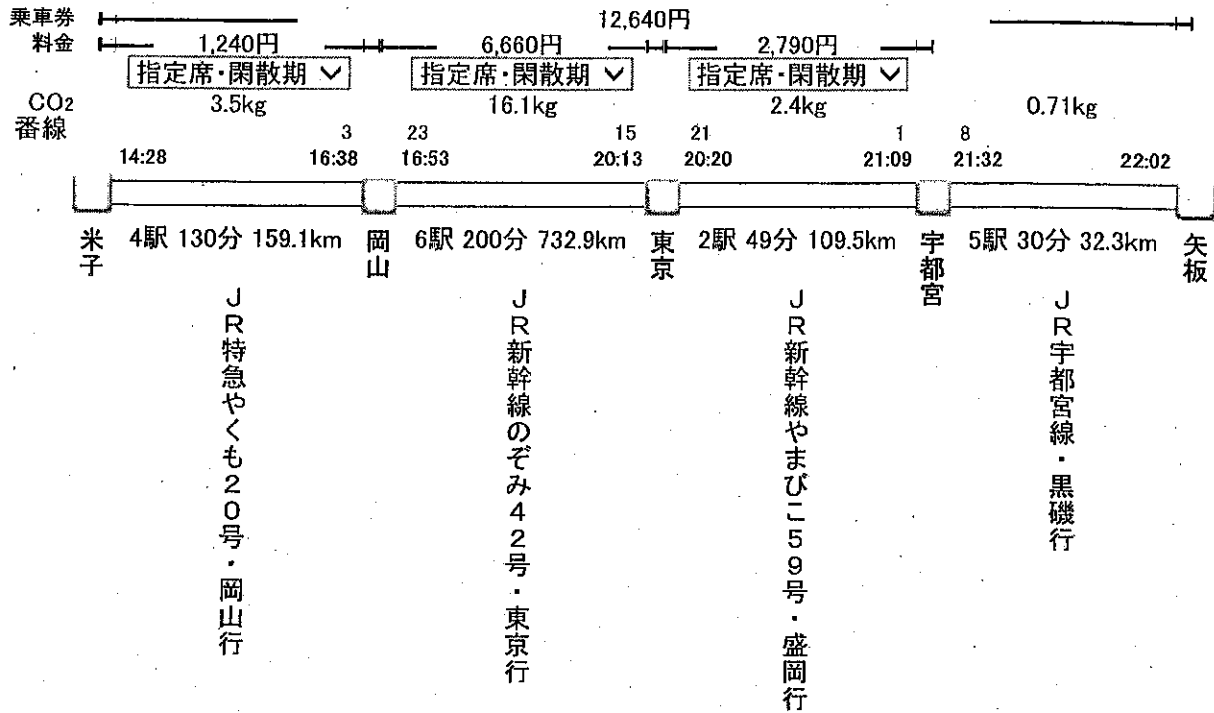 乗車券 12,640円
料金 1,240円 6,660円 2,790円
指定席・閑散期 指定席・閑散期 指定席・閑散期
CO2 3.5kg 16.1kg 2.4kg 0.71kg
番線 3 23 15 21 1 8
14:28 16:38 16:53 20:13 20:20 21:09 21:32 22:02
米子 4駅 130分 159.1km 岡山 6駅 200分 732.9km 東京 2駅 49分 109.5km 宇都宮 5駅 30分 32.3km 矢板
JR特急やくも20号・岡山行
JR新幹線のぞみ42号・東京行
JR新幹線やまびこ59号・盛岡行
JR宇都宮線・黒磯行